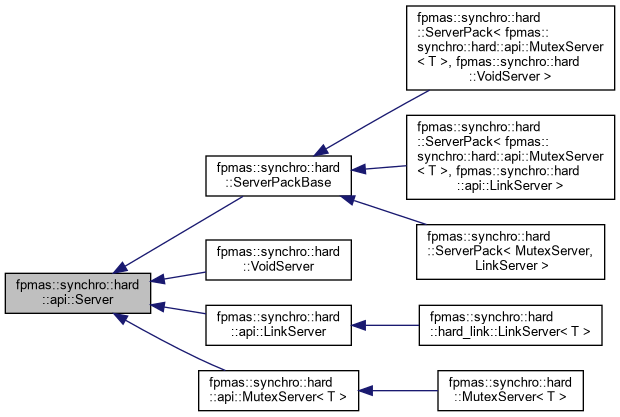 fpmas::synchro::hard
::ServerPack< fpmas::
synchro::hard::api::MutexServer
< T >, fpmas::synchro::hard
::VoidServer >
fpmas::synchro::hard
::ServerPack< fpmas::
synchro::hard::api::MutexServer
< T >, fpmas::synchro::hard
::api::LinkServer >
fpmas::synchro::hard
::ServerPackBase
fpmas::synchro::hard
::ServerPack< MutexServer,
LinkServer >
fpmas::synchro::hard
::VoidServer
fpmas::synchro::hard
::api::Server
fpmas::synchro::hard
::api::LinkServer
fpmas::synchro::hard
::hard_link::LinkServer< T >
fpmas::synchro::hard
::api::MutexServer< T >
fpmas::synchro::hard
::MutexServer< T >